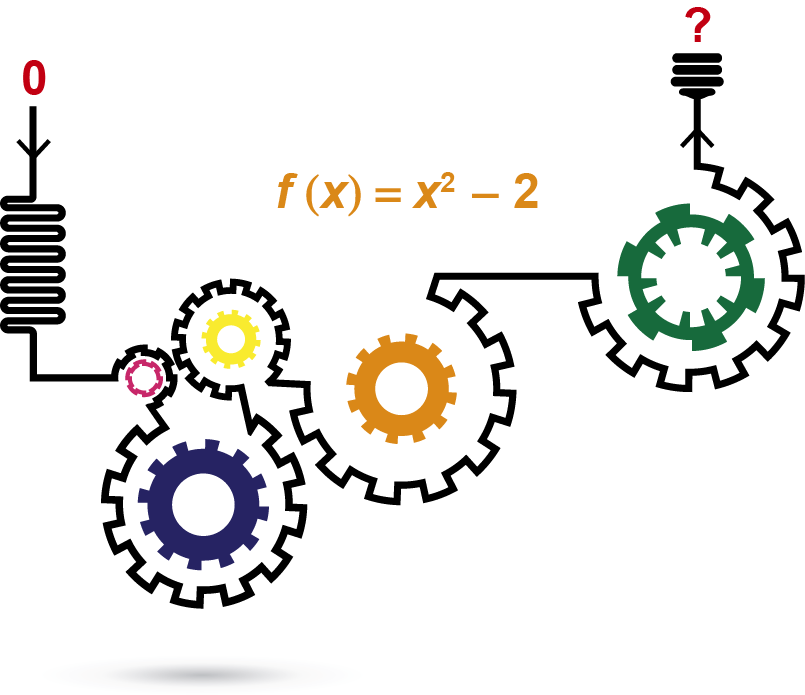 ?
0
f (x) = x² – 2